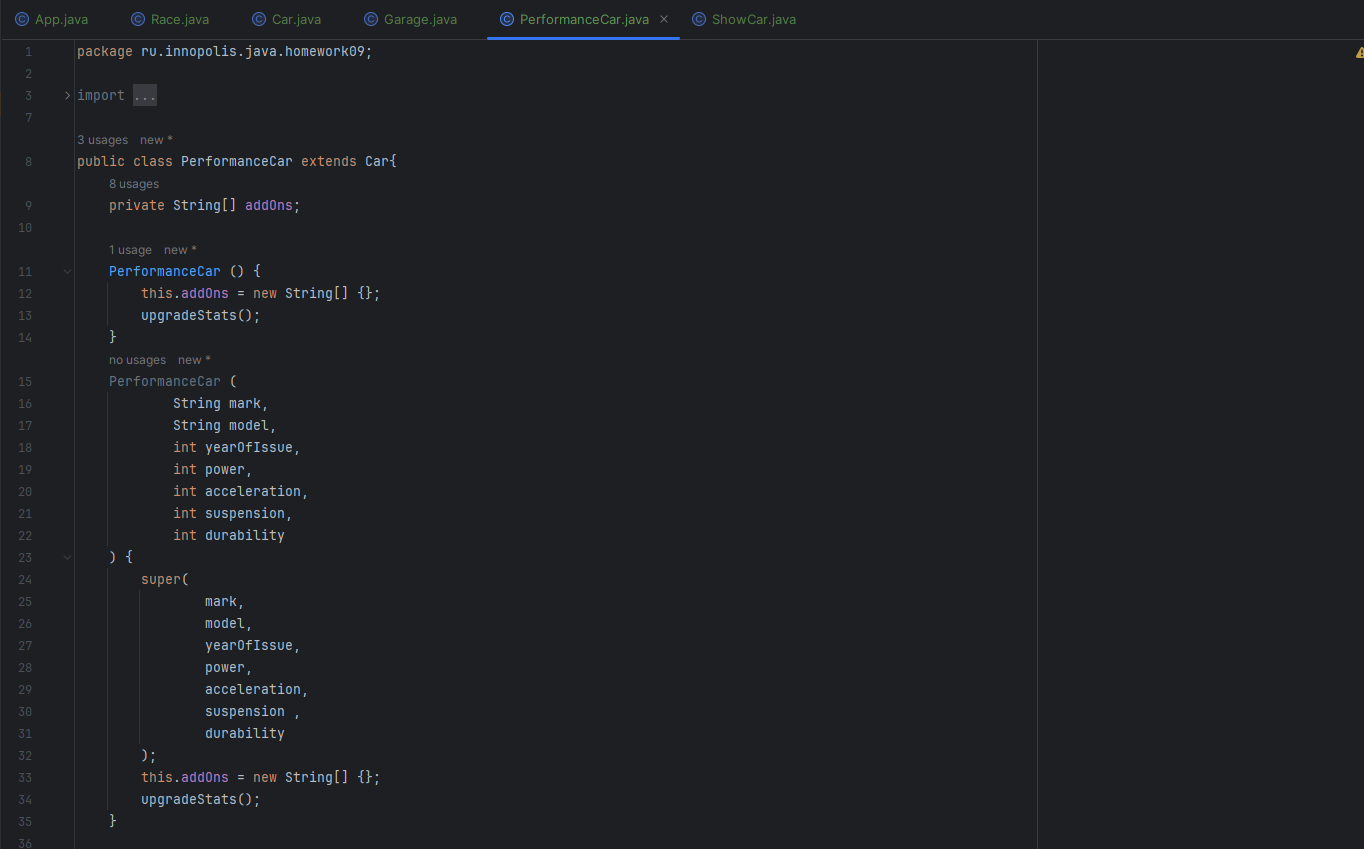 App.java Race.java Car.java Garage.java PerformanceCar.java × ShowCar.java
1 package ru.innopolis.java.homework09;
2
3 import ...
7
3 usages new *
8 public class PerformanceCar extends Car{
8 usages
9 private String[] addOns;
10
1 usage new *
11 PerformanceCar () {
12 this.addOns = new String[] {};
13 upgradeStats();
14 }
no usages new *
15 PerformanceCar (
16 String mark,
17 String model,
18 int yearOfIssue,
19 int power,
20 int acceleration,
21 int suspension,
22 int durability
23 ) {
24 super(
25 mark,
26 model,
27 yearOfIssue,
28 power,
29 acceleration,
30 suspension ,
31 durability
32 );
33 this.addOns = new String[] {};
34 upgradeStats();
35 }
36